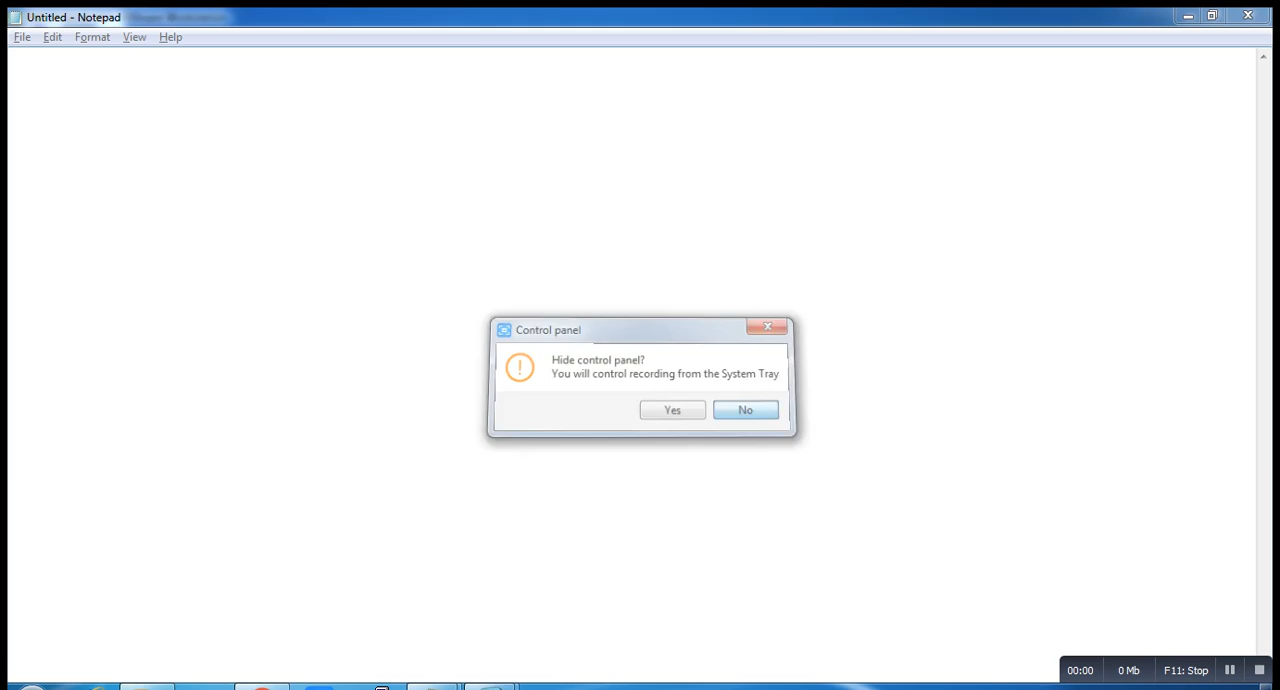 Untitled - Notepad
File Edit Format View Help
Control panel
Hide control panel?
You will control recording from the System Tray
Yes No
00:00 0 Mb F11: Stop